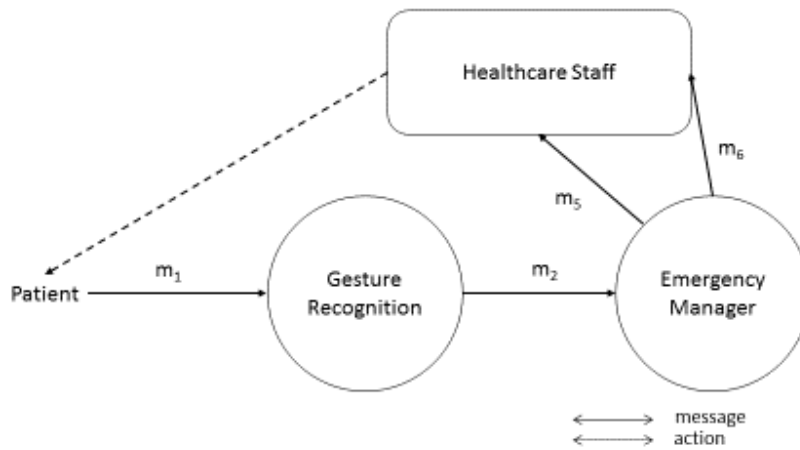 Healthcare Staff
m₆
m₅
m₁
m₂
Patient
Gesture
Recognition
Emergency
Manager
message
action